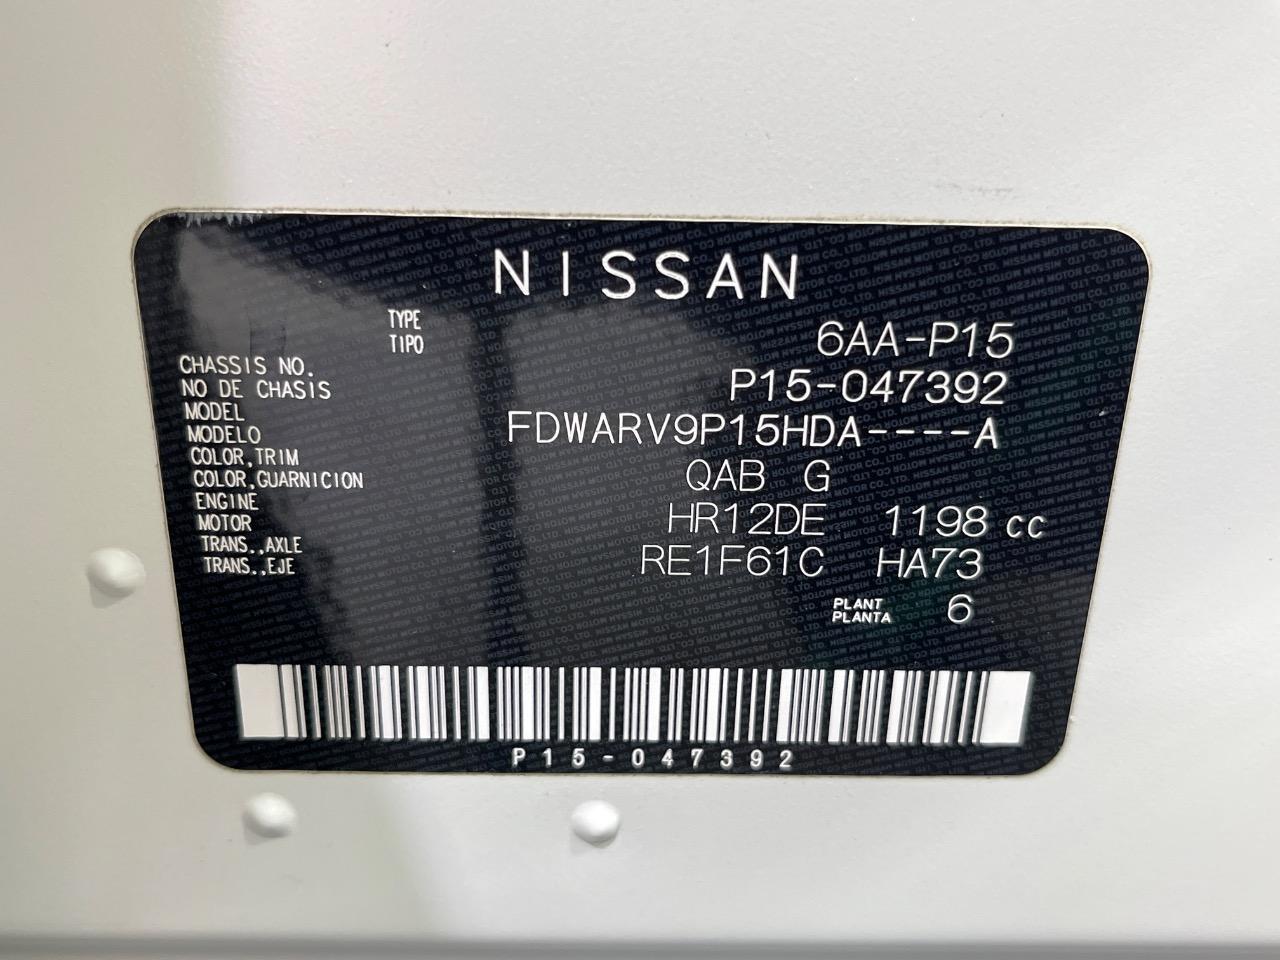 NISSAN
TYPE
TIPO
6AA-P15
CHASSIS NO.
NO DE CHASIS
P15-047392
MODEL
MODELO
FDWARV9P15HDA----A
COLOR,TRIM
COLOR,GUARNICION
QAB G
ENGINE
MOTOR
HR12DE 1198 cc
TRANS.,AXLE
TRANS.,EJE
RE1F61C HA73
PLANT
PLANTA
6
P15-047392